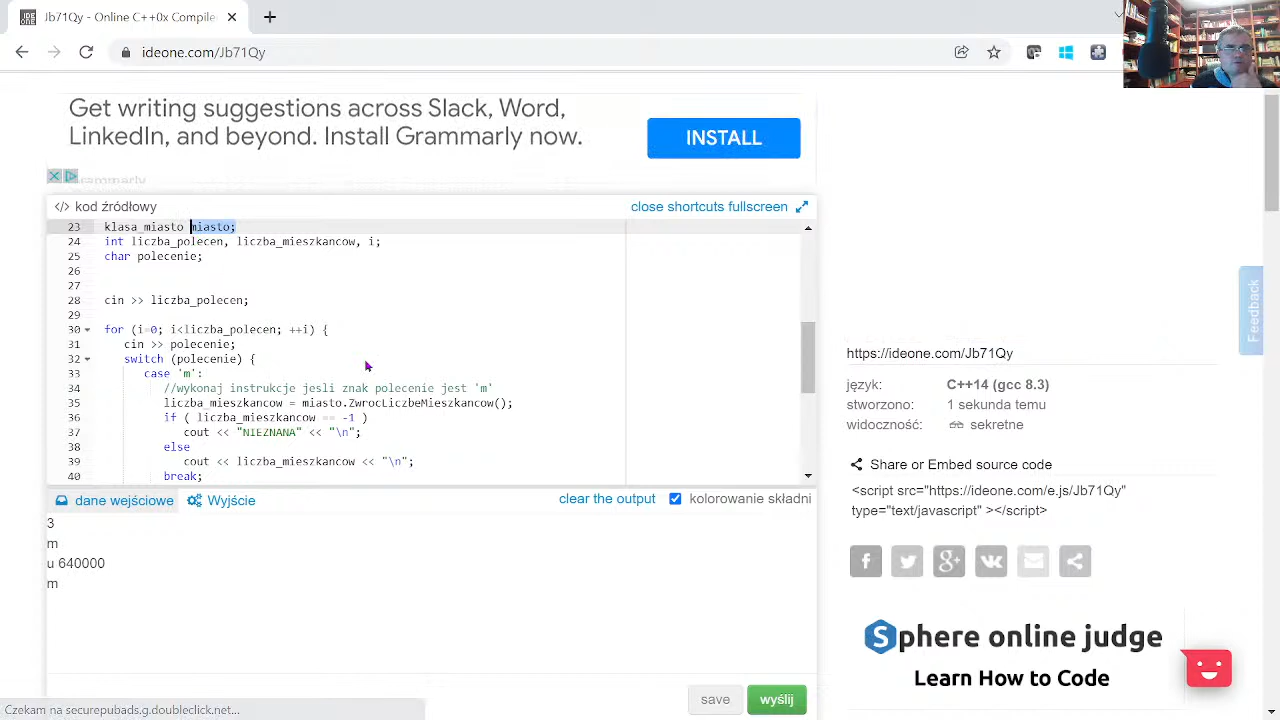 Jb71Qy - Online C++0x Compile
ideone.com/Jb71Qy
Get writing suggestions across Slack, Word,
LinkedIn, and beyond. Install Grammarly now.
INSTALL
</> kod źródłowy
close shortcuts fullscreen
23 klasa_miasto miasto;
24 int liczba_polecen, liczba_mieszkancow, i;
25 char polecenie;
26
27
28 cin >> liczba_polecen;
29
30 for (i=0; i<liczba_polecen; ++i) {
31 cin >> polecenie;
32 switch (polecenie) {
33 case 'm':
34 //wykonaj instrukcje jesli znak polecenie jest 'm'
35 liczba_mieszkancow = miasto.ZwrocLiczbeMieszkancow();
36 if ( liczba_mieszkancow == -1 )
37 cout << "NIEZNANA" << "\n";
38 else
39 cout << liczba_mieszkancow << "\n";
40 break;
dane wejściowe Wyjście clear the output kolorowanie składni
3
m
u 640000
m
save wyślij
Feedback
https://ideone.com/Jb71Qy
język: C++14 (gcc 8.3)
stworzono: 1 sekunda temu
widoczność: sekretne
Share or Embed source code
<script src="https://ideone.com/e.js/Jb71Qy"
type="text/javascript" ></script>
Sphere online judge
Learn How to Code